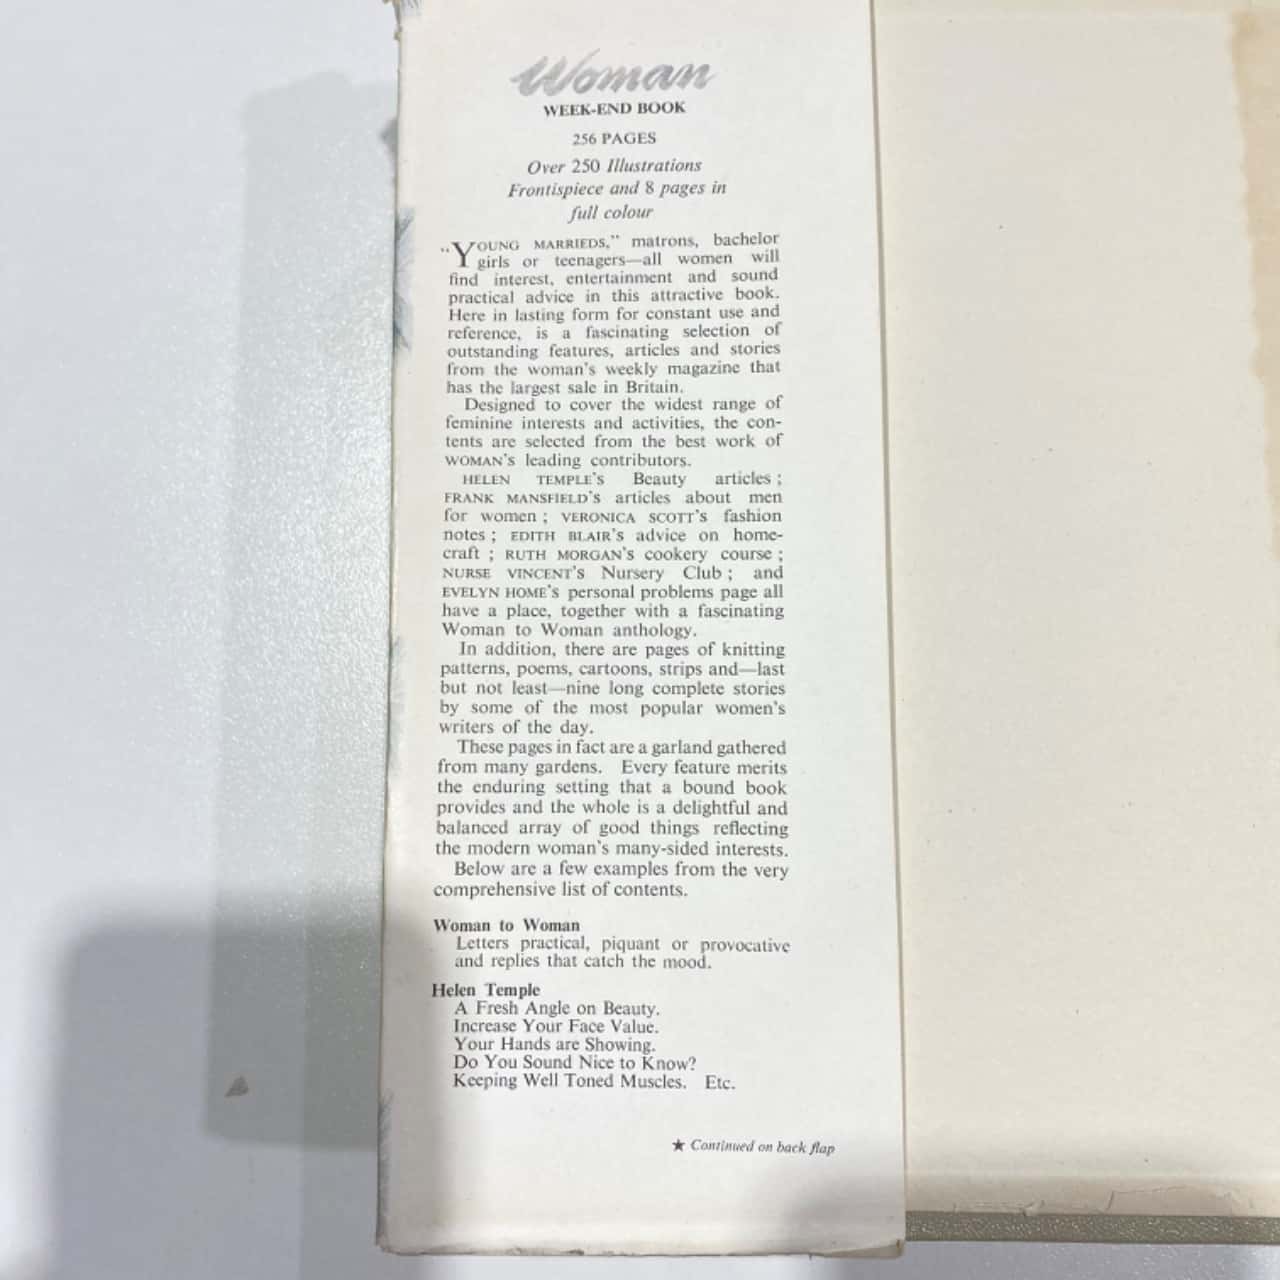 Woman
WEEK-END BOOK
256 PAGES
Over 250 Illustrations
Frontispiece and 8 pages in
full colour
“YOUNG MARRIEDS,” matrons, bachelor
girls or teenagers—all women will
find interest, entertainment and sound
practical advice in this attractive book.
Here in lasting form for constant use and
reference, is a fascinating selection of
outstanding features, articles and stories
from the woman’s weekly magazine that
has the largest sale in Britain.
Designed to cover the widest range of
feminine interests and activities, the con-
tents are selected from the best work of
WOMAN’S leading contributors.
HELEN TEMPLE’S Beauty articles ;
FRANK MANSFIELD’S articles about men
for women ; VERONICA SCOTT’S fashion
notes ; EDITH BLAIR’S advice on home-
craft ; RUTH MORGAN’S cookery course ;
NURSE VINCENT’S Nursery Club ; and
EVELYN HOME’S personal problems page all
have a place, together with a fascinating
Woman to Woman anthology.
In addition, there are pages of knitting
patterns, poems, cartoons, strips and—last
but not least—nine long complete stories
by some of the most popular women’s
writers of the day.
These pages in fact are a garland gathered
from many gardens. Every feature merits
the enduring setting that a bound book
provides and the whole is a delightful and
balanced array of good things reflecting
the modern woman’s many-sided interests.
Below are a few examples from the very
comprehensive list of contents.
Woman to Woman
Letters practical, piquant or provocative
and replies that catch the mood.
Helen Temple
A Fresh Angle on Beauty.
Increase Your Face Value.
Your Hands are Showing.
Do You Sound Nice to Know?
Keeping Well Toned Muscles. Etc.
★ Continued on back flap